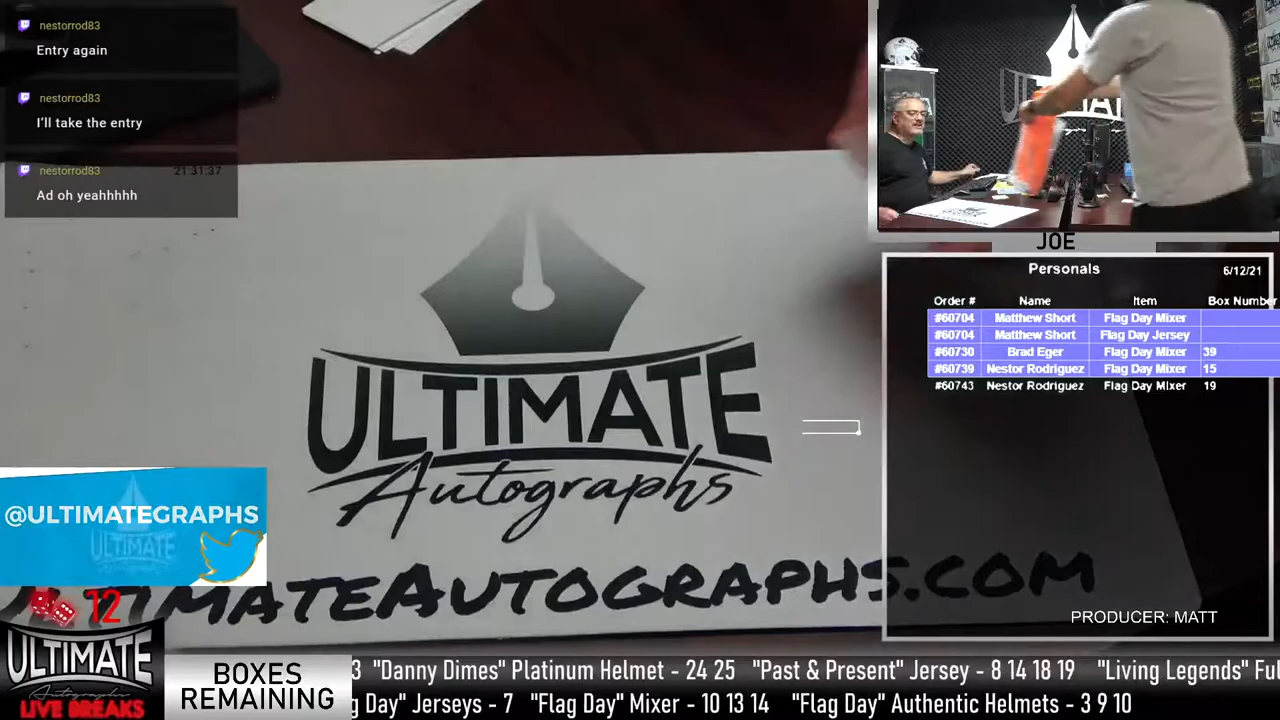 nestorrod83
Entry again
nestorrod83
I'll take the entry
nestorrod83 21:31:37
Ad oh yeahhhhh
ULTIMATE
Autographs
UltimateAutographs.com
@ULTIMATEGRAPHS
ULTIMATE
12
ULTIMATE
Autographs
LIVE BREAKS
JOE
Personals 6/12/21
Order # Name Item Box Number
#60704 Matthew Short Flag Day Mixer
#60704 Matthew Short Flag Day Jersey
#60730 Brad Eger Flag Day Mixer 39
#60739 Nestor Rodriguez Flag Day Mixer 15
#60743 Nestor Rodriguez Flag Day Mixer 19
PRODUCER: MATT
BOXES
REMAINING
3 "Danny Dimes" Platinum Helmet - 24 25 "Past & Present" Jersey - 8 14 18 19 "Living Legends" Ful
g Day" Jerseys - 7 "Flag Day" Mixer - 10 13 14 "Flag Day" Authentic Helmets - 3 9 10